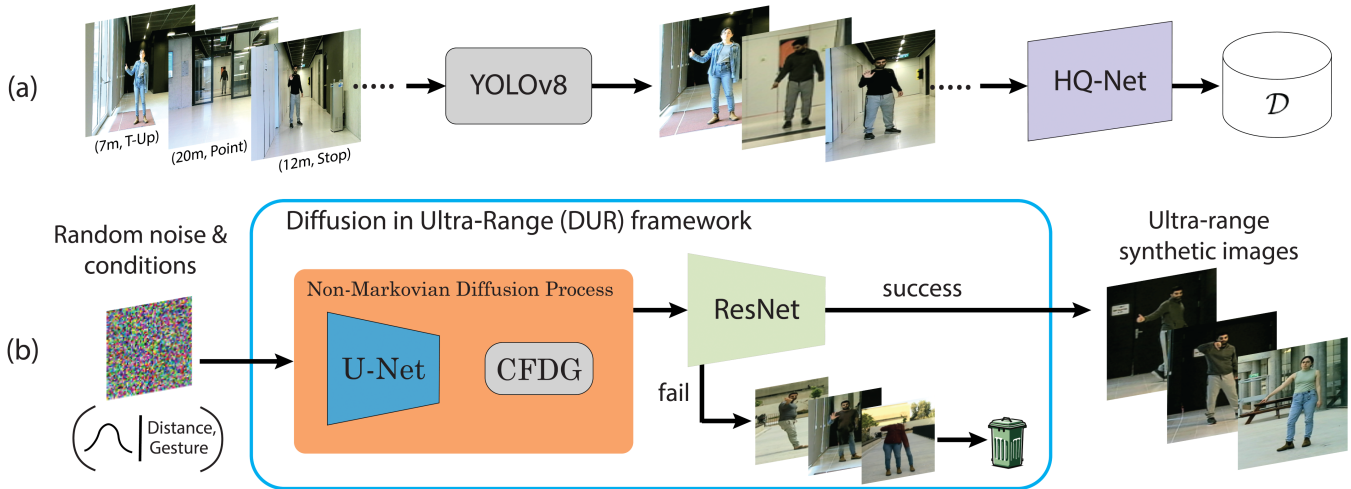 (a)
(7m, T-Up)
(20m, Point)
(12m, Stop)
YOLOv8
HQ-Net
𝒟
Diffusion in Ultra-Range (DUR) framework
Random noise &
conditions
Ultra-range
synthetic images
(b)
Non-Markovian Diffusion Process
U-Net
CFDG
ResNet
success
fail
Distance,
Gesture